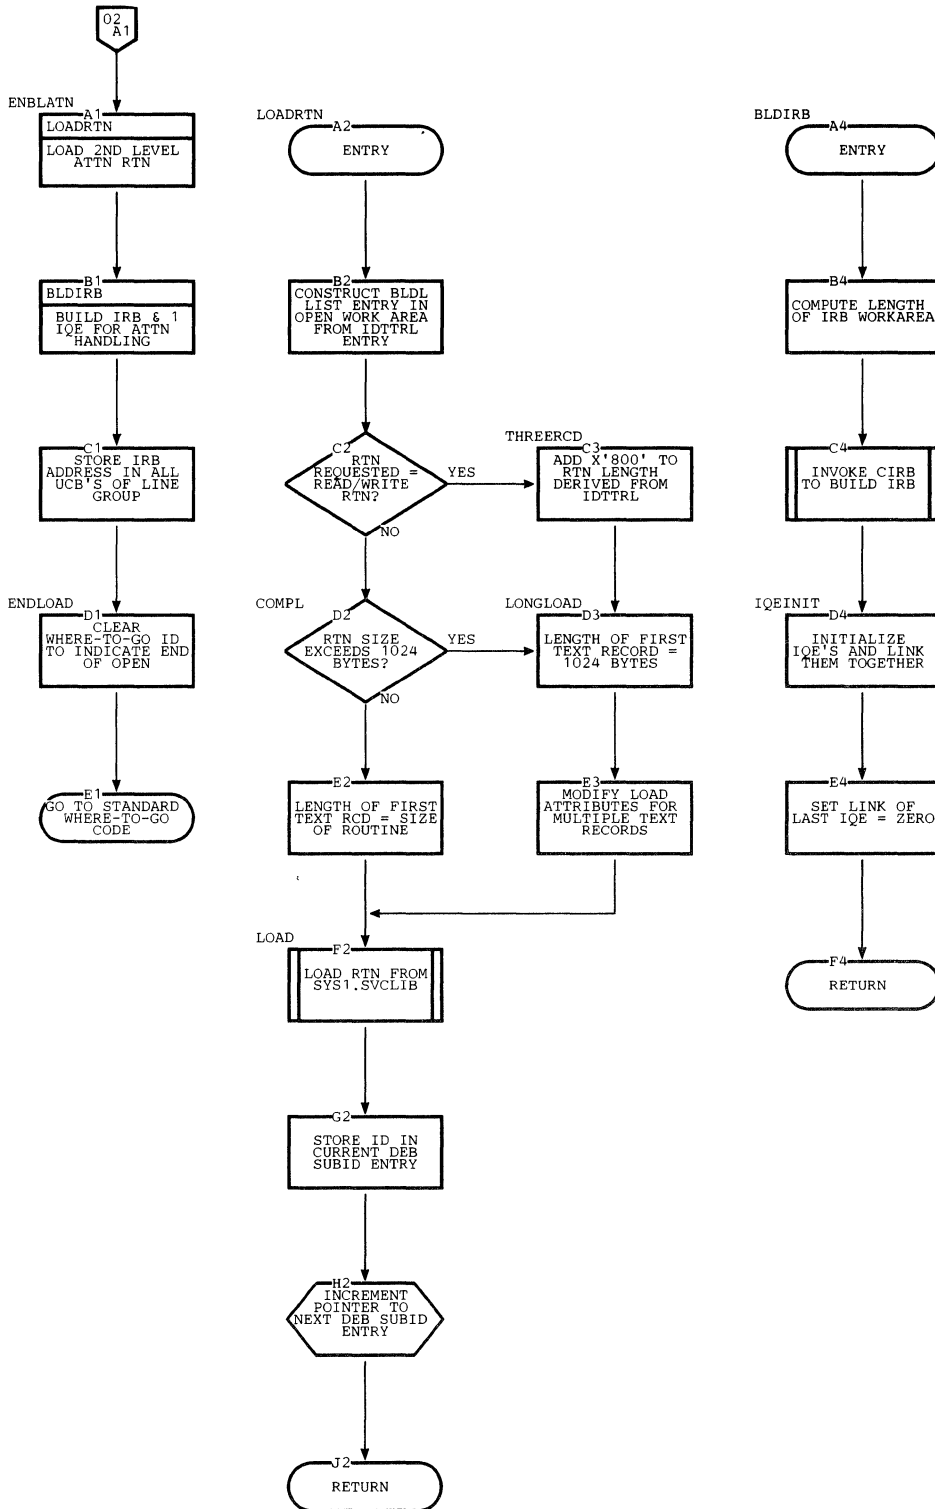 02
A1
ENBLATN
A1
LOADRTN
LOAD 2ND LEVEL
ATTN RTN
B1
BLDIRB
BUILD IRB & 1
IQE FOR ATTN
HANDLING
C1
STORE IRB
ADDRESS IN ALL
UCB'S OF LINE
GROUP
ENDLOAD
D1
CLEAR
WHERE-TO-GO ID
TO INDICATE END
OF OPEN
E1
GO TO STANDARD
WHERE-TO-GO
CODE
LOADRTN
A2
ENTRY
B2
CONSTRUCT BLDL
LIST ENTRY IN
OPEN WORK AREA
FROM IDTTRL
ENTRY
C2
RTN
REQUESTED =
READ/WRITE
RTN?
YES
NO
THREERCD
C3
ADD X'800' TO
RTN LENGTH
DERIVED FROM
IDTTRL
COMPL
D2
RTN SIZE
EXCEEDS 1024
BYTES?
YES
NO
LONGLOAD
D3
LENGTH OF FIRST
TEXT RECORD =
1024 BYTES
E2
LENGTH OF FIRST
TEXT RCD = SIZE
OF ROUTINE
E3
MODIFY LOAD
ATTRIBUTES FOR
MULTIPLE TEXT
RECORDS
LOAD
F2
LOAD RTN FROM
SYS1.SVCLIB
G2
STORE ID IN
CURRENT DEB
SUBID ENTRY
H2
INCREMENT
POINTER TO
NEXT DEB SUBID
ENTRY
J2
RETURN
BLDIRB
A4
ENTRY
B4
COMPUTE LENGTH
OF IRB WORKAREA
C4
INVOKE CIRB
TO BUILD IRB
IQEINIT
D4
INITIALIZE
IQE'S AND LINK
THEM TOGETHER
E4
SET LINK OF
LAST IQE = ZERO
F4
RETURN